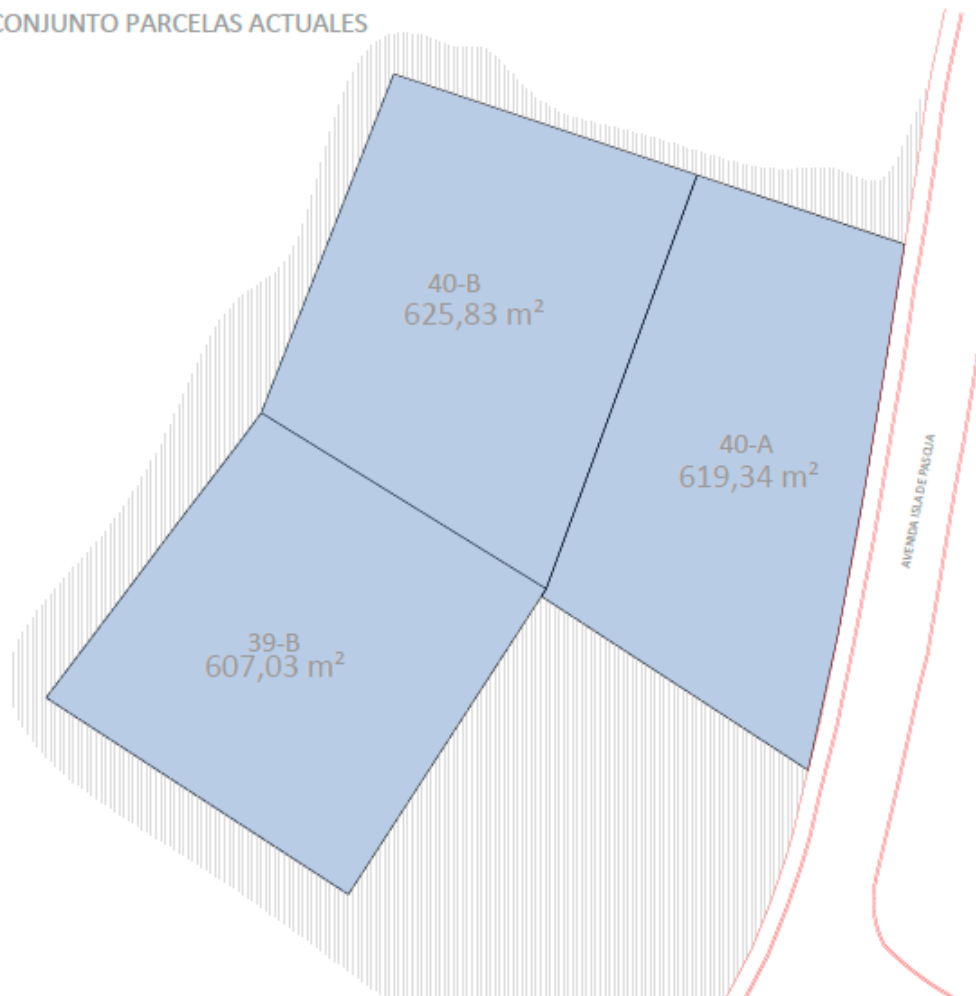 CONJUNTO PARCELAS ACTUALES
40-B
625,83 m²
40-A
619,34 m²
AVENIDA ISLA DE PASCUA
39-B
607,03 m²